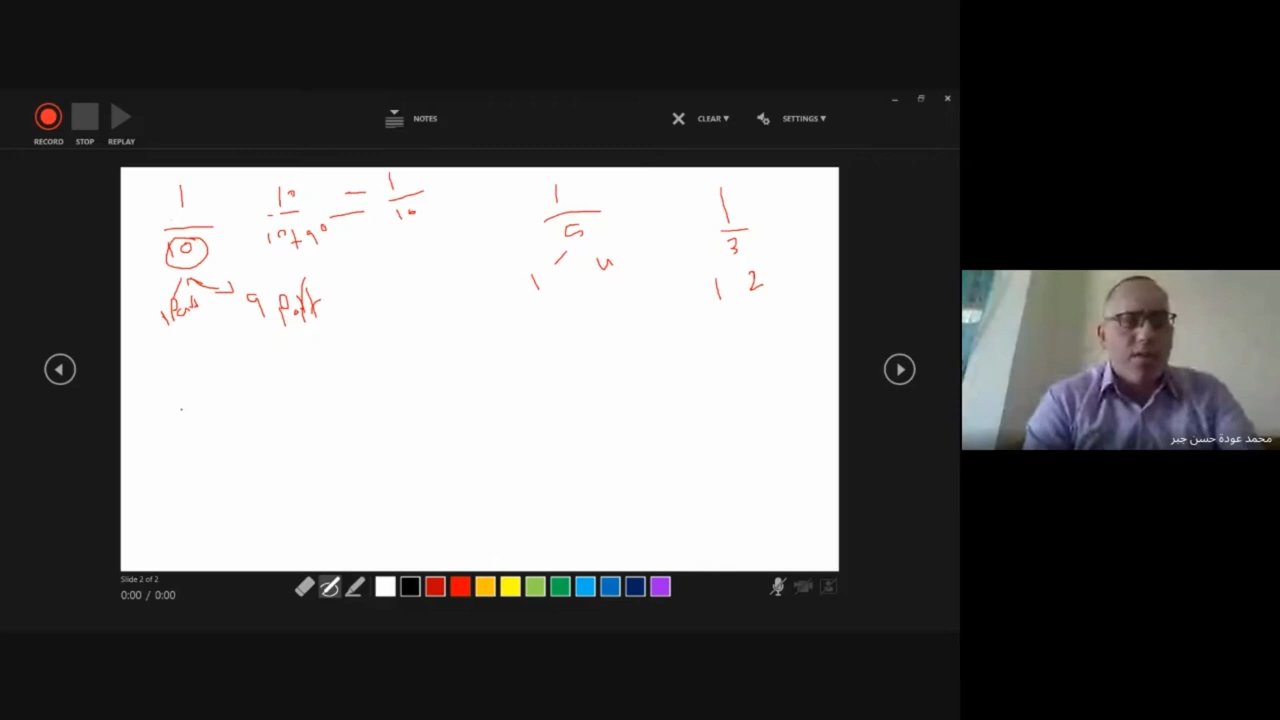 NOTES
CLEAR
SETTINGS
RECORD
STOP
REPLAY
1/10
10/10+90 = 1/10
1/5
1/3
1 4
1 2
9 part
محمد عودة حسن جبر
Slide 2 of 2
0:00 / 0:00